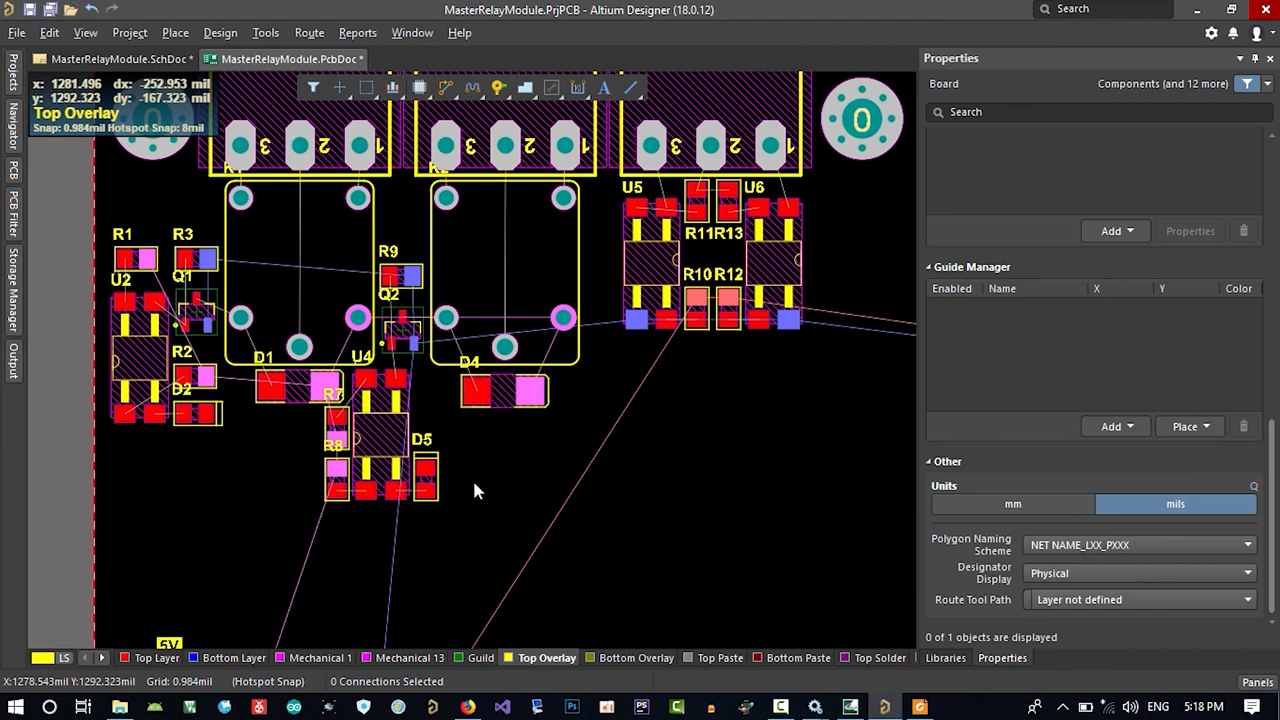 MasterRelayModule.PrjPCB - Altium Designer (18.0.12)
Search
File Edit View Project Place Design Tools Route Reports Window Help
MasterRelayModule.SchDoc * MasterRelayModule.PcbDoc *
Properties
x: 1281.496 dx: -252.953 mil
y: 1292.323 dy: -167.323 mil
Top Overlay
Snap: 0.984mil Hotspot Snap: 8mil
Board Components (and 12 more)
Search
Projects
Navigator
PCB
PCB Filter
Storage Manager
Output
0
3 2 1 3 2 1 3 2 1
U5 U6
R1 R3
R9
R11 R13
U2 Q1
R10 R12
Q2
R2
D1 U4 D4
D2
R7
R8
D5
5V
Add Properties
Guide Manager
Enabled Name X Y Color
Add Place
Other
Units
mm mils
Polygon Naming Scheme NET NAME_LXX_PXXX
Designator Display Physical
Route Tool Path Layer not defined
0 of 1 objects are displayed
LS Top Layer Bottom Layer Mechanical 1 Mechanical 13 Guild Top Overlay Bottom Overlay Top Paste Bottom Paste Top Solder
Libraries Properties
X:1278.543mil Y:1292.323mil Grid: 0.984mil (Hotspot Snap) 0 Connections Selected
Panels
5:18 PM